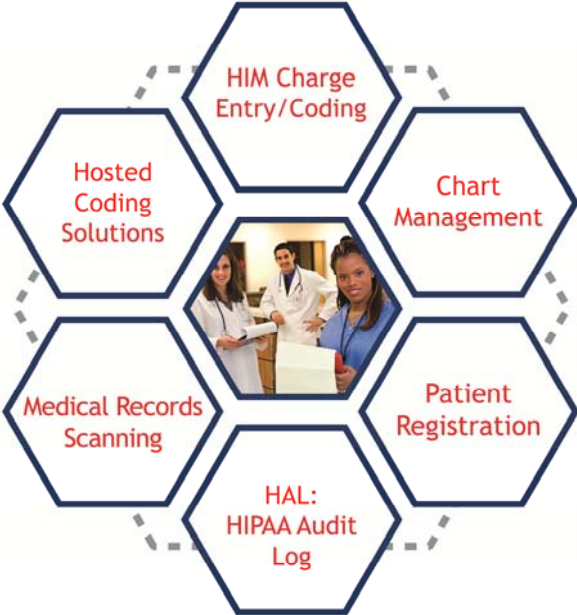 HIM Charge
Entry/Coding
Hosted
Coding
Solutions
Chart
Management
Medical Records
Scanning
Patient
Registration
HAL:
HIPAA Audit
Log